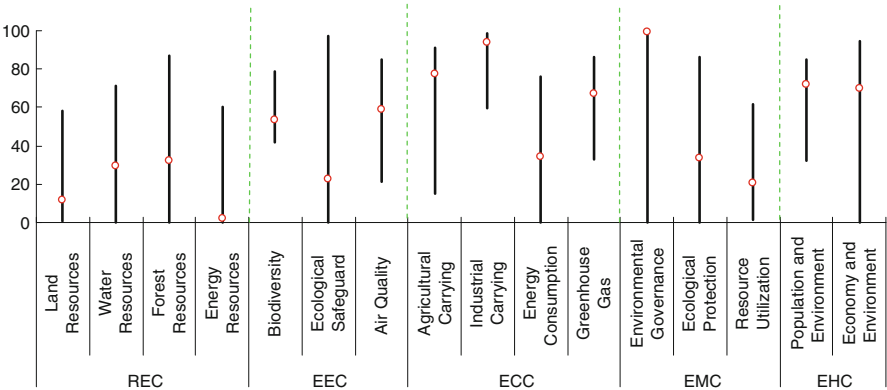 100
80
60
40
20
0
Land
Resources
Water
Resources
Forest
Resources
Energy
Resources
Biodiversity
Ecological
Safeguard
Air Quality
Agricultural
Carrying
Industrial
Carrying
Energy
Consumption
Greenhouse
Gas
Environmental
Governance
Ecological
Protection
Resource
Utilization
Population and
Environment
Economy and
Environment
REC
EEC
ECC
EMC
EHC